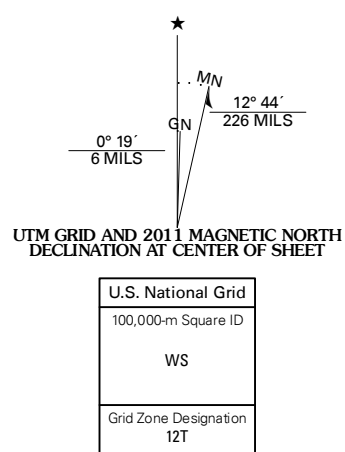 ★
MN
GN
12° 44´
226 MILS
0° 19´
6 MILS
UTM GRID AND 2011 MAGNETIC NORTH
DECLINATION AT CENTER OF SHEET
U.S. National Grid
100,000-m Square ID
WS
Grid Zone Designation
12T